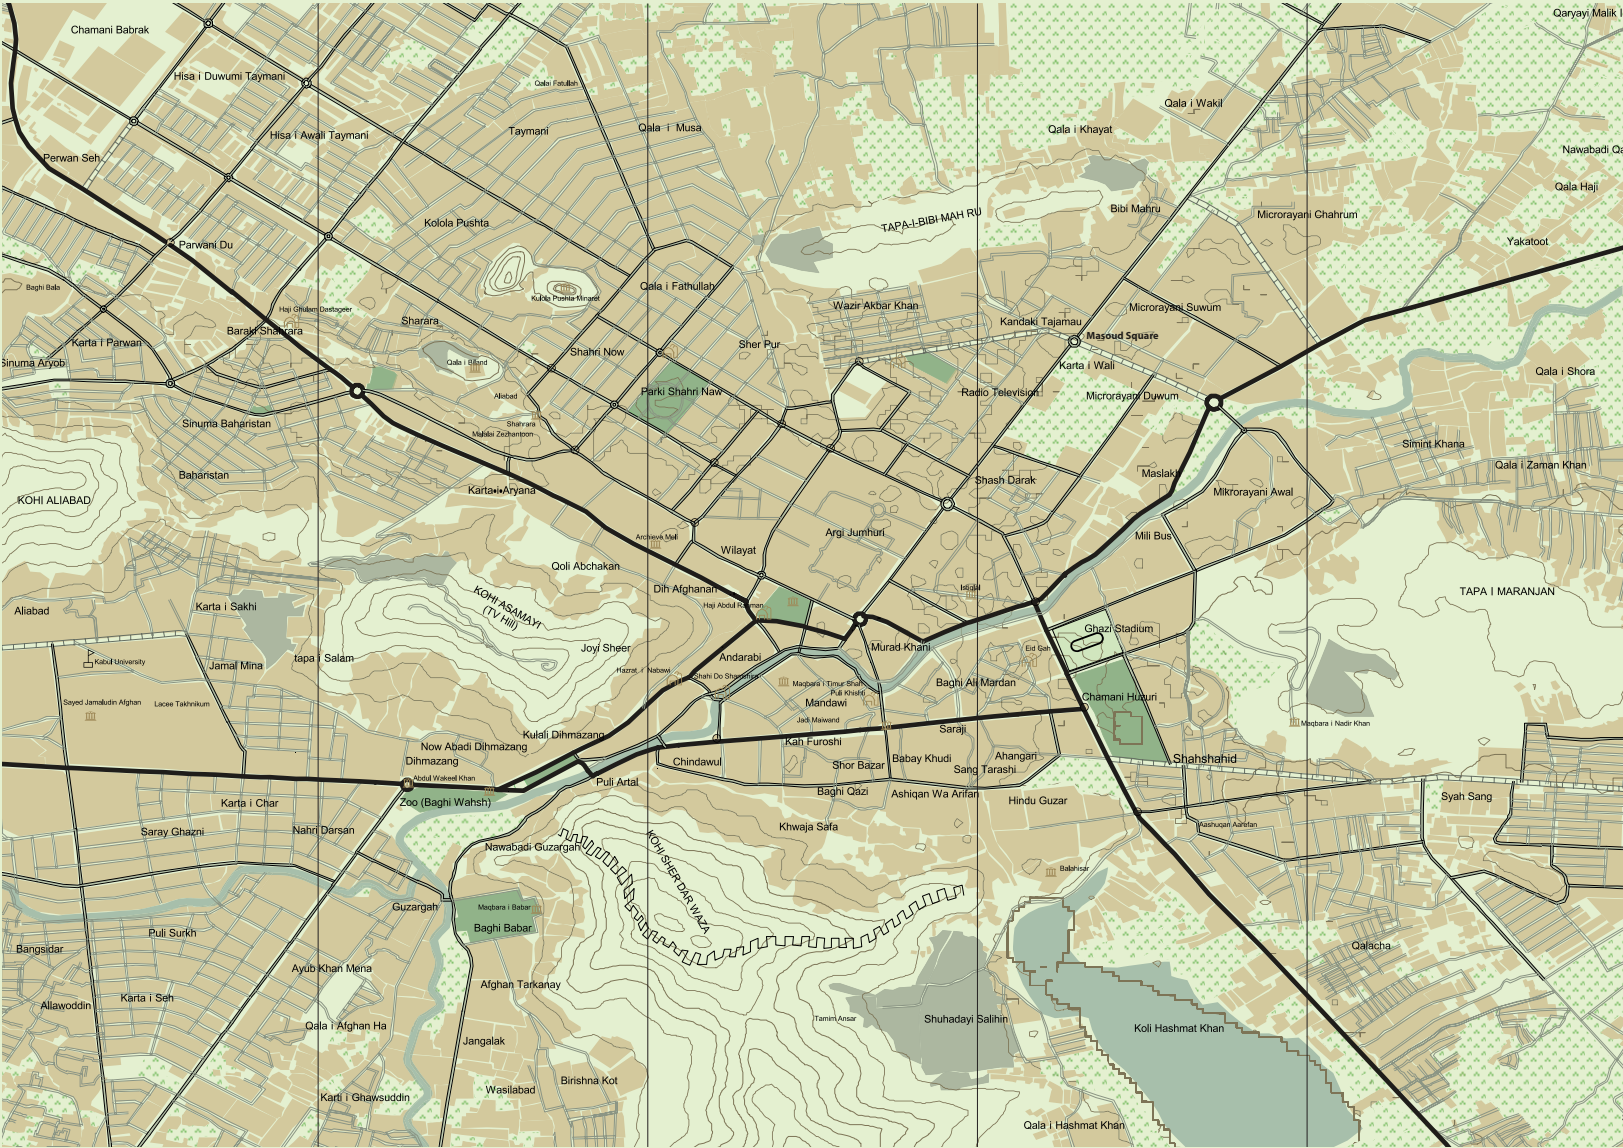 Qaryayi Malik I
Chamani Babrak
Hisa i Duwumi Taymani
Qalai Fatullah
Qala i Wakil
Taymani
Qala i Musa
Qala i Khayat
Hisa i Awali Taymani
Nawabadi Qa
Perwan Seh
Qala Haji
Bibi Mahru
Microrayani Chahrum
TAPA-I-BIBI MAH RU
Kolola Pushta
Parwani Du
Yakatoot
Baghi Bala
Qala i Fathullah
Kulola Pushta Minaret
Wazir Akbar Khan
Microrayani Suwum
Haji Ghulam Dastageer
Sharara
Kandaki Tajamau
Baraki Shahrara
Masoud Square
Karta i Parwan
Sher Pur
Shahri Now
Sinuma Aryob
Qala i Biland
Karta i Wali
Qala i Shora
Parki Shahri Naw
Radio Television
Microrayani Duwum
Aliabad
Sinuma Baharistan
Shahrara
Malalai Zezhantoon
Simint Khana
Qala i Zaman Khan
Baharistan
Maslakh
Shash Darak
Karta i Aryana
Mikrorayani Awal
KOHI ALIABAD
Argi Jumhuri
Mili Bus
Archieve Meli
Wilayat
Qoli Abchakan
Dih Afghanan
Istiqlal
TAPA I MARANJAN
KOHI ASAMAYI
(TV Hill)
Haji Abdul Rahman
Aliabad
Karta i Sakhi
Ghazi Stadium
Murad Khani
Joyi Sheer
Eid Gah
Andarabi
tapa i Salam
Kabul University
Jamal Mina
Hazrat i Nabawi
Shahi Do Shamshira
Maqbara i Timur Shah
Baghi Ali Mardan
Puli Khishti
Chamani Huzuri
Sayed Jamaludin Afghan
Lacee Takhnikum
Mandawi
Jadi Maiwand
Maqbara i Nadir Khan
Saraji
Kulali Dihmazang
Kah Furoshi
Now Abadi Dihmazang
Dihmazang
Babay Khudi
Ahangari
Shahshahid
Chindawul
Shor Bazar
Sang Tarashi
Abdul Wakeel Khan
Puli Artal
Baghi Qazi
Ashiqan Wa Arifan
Syah Sang
Karta i Char
Zoo (Baghi Wahsh)
Hindu Guzar
Saray Ghazni
Nahri Darsan
Khwaja Safa
Aashuqan Aarefan
Nawabadi Guzargah
KOHI SHER DAR WAZA
Balahisar
Guzargah
Maqbara i Babar
Baghi Babar
Puli Surkh
Bangsidar
Qalacha
Ayub Khan Mena
Afghan Tarkanay
Karta i Seh
Allawoddin
Tamim Ansar
Shuhadayi Salihin
Qala i Afghan Ha
Koli Hashmat Khan
Jangalak
Birishna Kot
Wasilabad
Karti i Ghawsuddin
Qala i Hashmat Khan